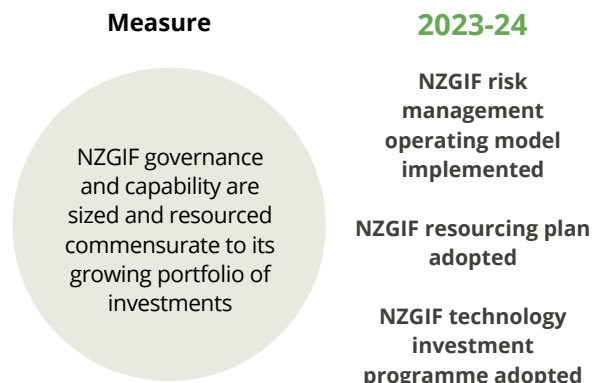 Measure
2023-24
NZGIF governance
and capability are
sized and resourced
commensurate to its
growing portfolio of
investments
NZGIF risk
management
operating model
implemented
NZGIF resourcing plan
adopted
NZGIF technology
investment
programme adopted